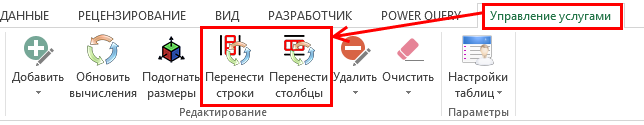 ДАННЫЕ РЕЦЕНЗИРОВАНИЕ ВИД РАЗРАБОТЧИК POWER QUERY Управление услугами
Добавить Обновить вычисления Подогнать размеры Перенести строки Перенести столбцы Удалить Очистить Настройки таблиц
Редактирование Параметры